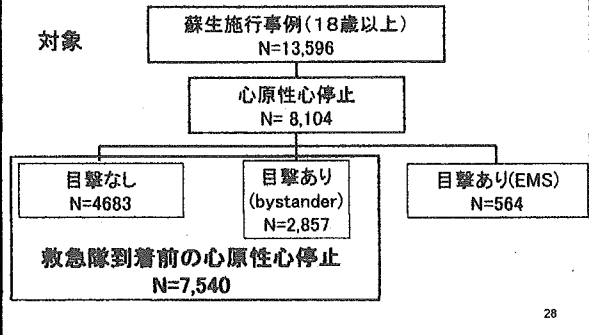 対象
蘇生施行事例(18歳以上)
N=13,596
心原性心停止
N= 8,104
目撃なし
N=4683
目撃あり
(bystander)
N=2,857
目撃あり(EMS)
N=564
救急隊到着前の心原性心停止
N=7,540
28